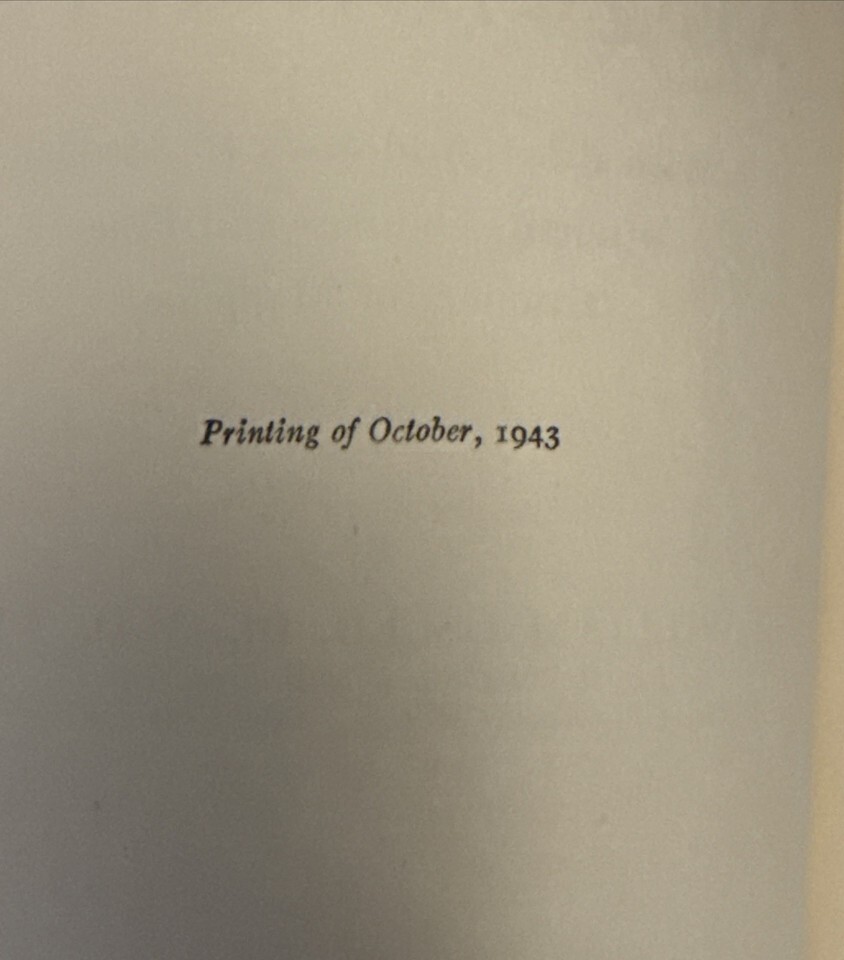 Printing of October, 1943